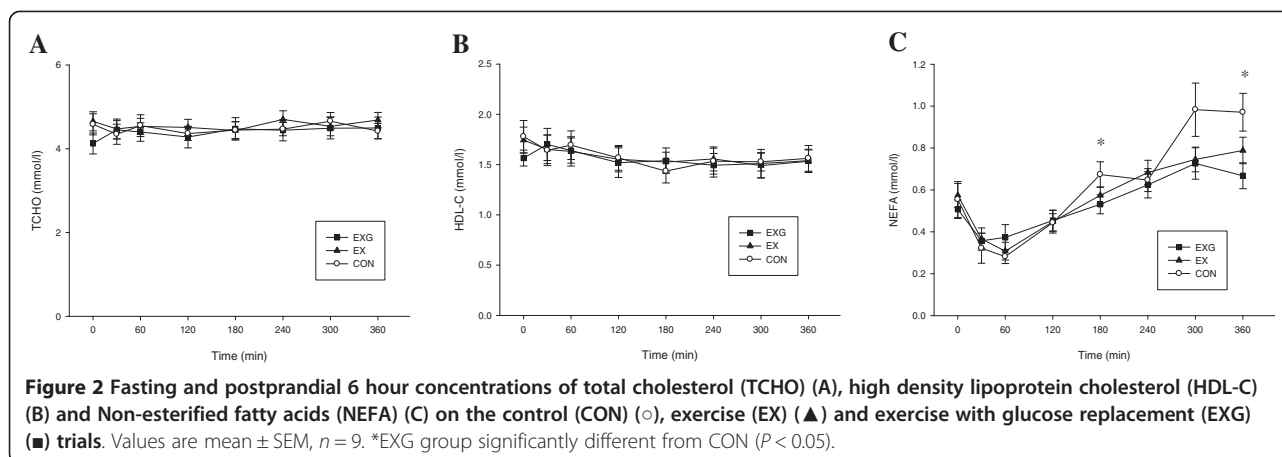 A
TCHO (mmol/l)
6
4
2
0
EXG
EX
CON
0 60 120 180 240 300 360
Time (min)
B
HDL-C (mmol/l)
2.5
2.0
1.5
1.0
0.5
0.0
EXG
EX
CON
0 60 120 180 240 300 360
Time (min)
C
NEFA (mmol/l)
1.2
1.0
0.8
0.6
0.4
0.2
0.0
*
*
EXG
EX
CON
0 60 120 180 240 300 360
Time (min)
Figure 2 Fasting and postprandial 6 hour concentrations of total cholesterol (TCHO) (A), high density lipoprotein cholesterol (HDL-C)
(B) and Non-esterified fatty acids (NEFA) (C) on the control (CON) (○), exercise (EX) (▲) and exercise with glucose replacement (EXG)
(■) trials. Values are mean ± SEM, n = 9. *EXG group significantly different from CON (P < 0.05).